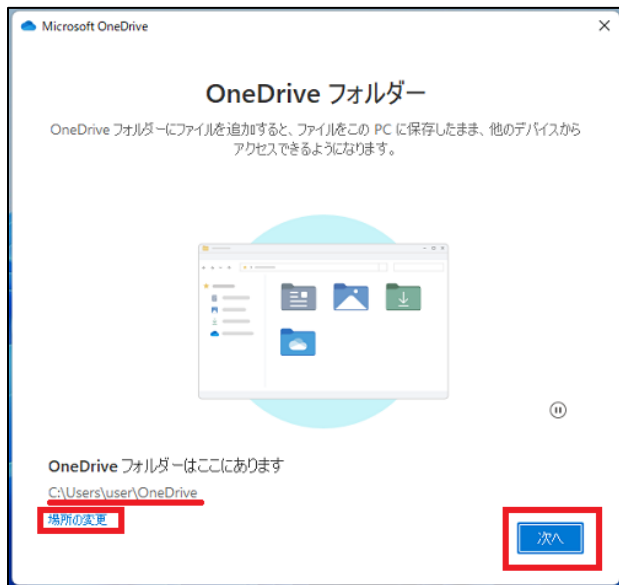 Microsoft OneDrive
OneDrive フォルダー
OneDrive フォルダーにファイルを追加すると、ファイルをこの PC に保存したまま、他のデバイスから
アクセスできるようになります。
OneDrive フォルダーはここにあります
C:\Users\user\OneDrive
場所の変更
次へ